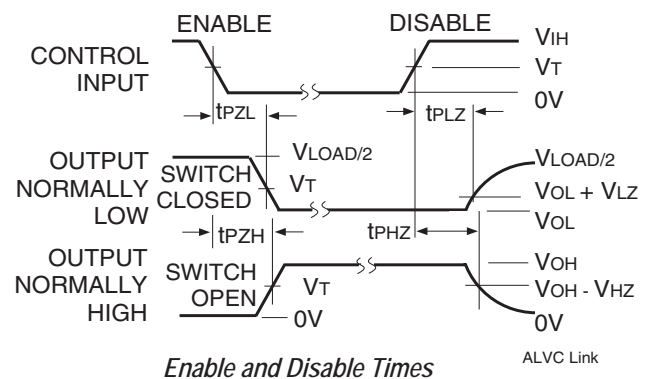 ENABLE
DISABLE
CONTROL
INPUT
VIH
VT
0V
tPZL
tPLZ
OUTPUT
NORMALLY
LOW
SWITCH
CLOSED
VLOAD/2
VT
VLOAD/2
VOL + VLZ
VOL
tPZH
tPHZ
OUTPUT
NORMALLY
HIGH
SWITCH
OPEN
VT
0V
VOH
VOH - VHZ
0V
Enable and Disable Times
ALVC Link